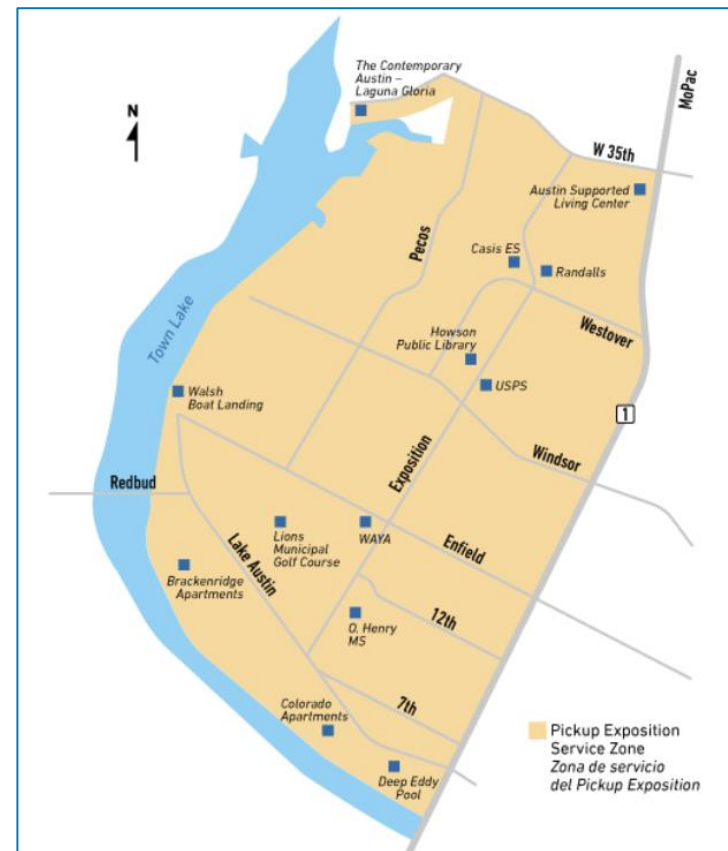 The Contemporary
Austin –
Laguna Gloria
N
MoPac
W 35th
Austin Supported
Living Center
Pecos
Casis ES
Randalls
Westover
Town Lake
Howson
Public Library
USPS
Walsh
Boat Landing
1
Exposition
Windsor
Redbud
Lions
Municipal
Golf Course
WAYA
Enfield
Lake Austin
Brackenridge
Apartments
12th
O. Henry
MS
7th
Colorado
Apartments
Deep Eddy
Pool
Pickup Exposition
Service Zone
Zona de servicio
del Pickup Exposition